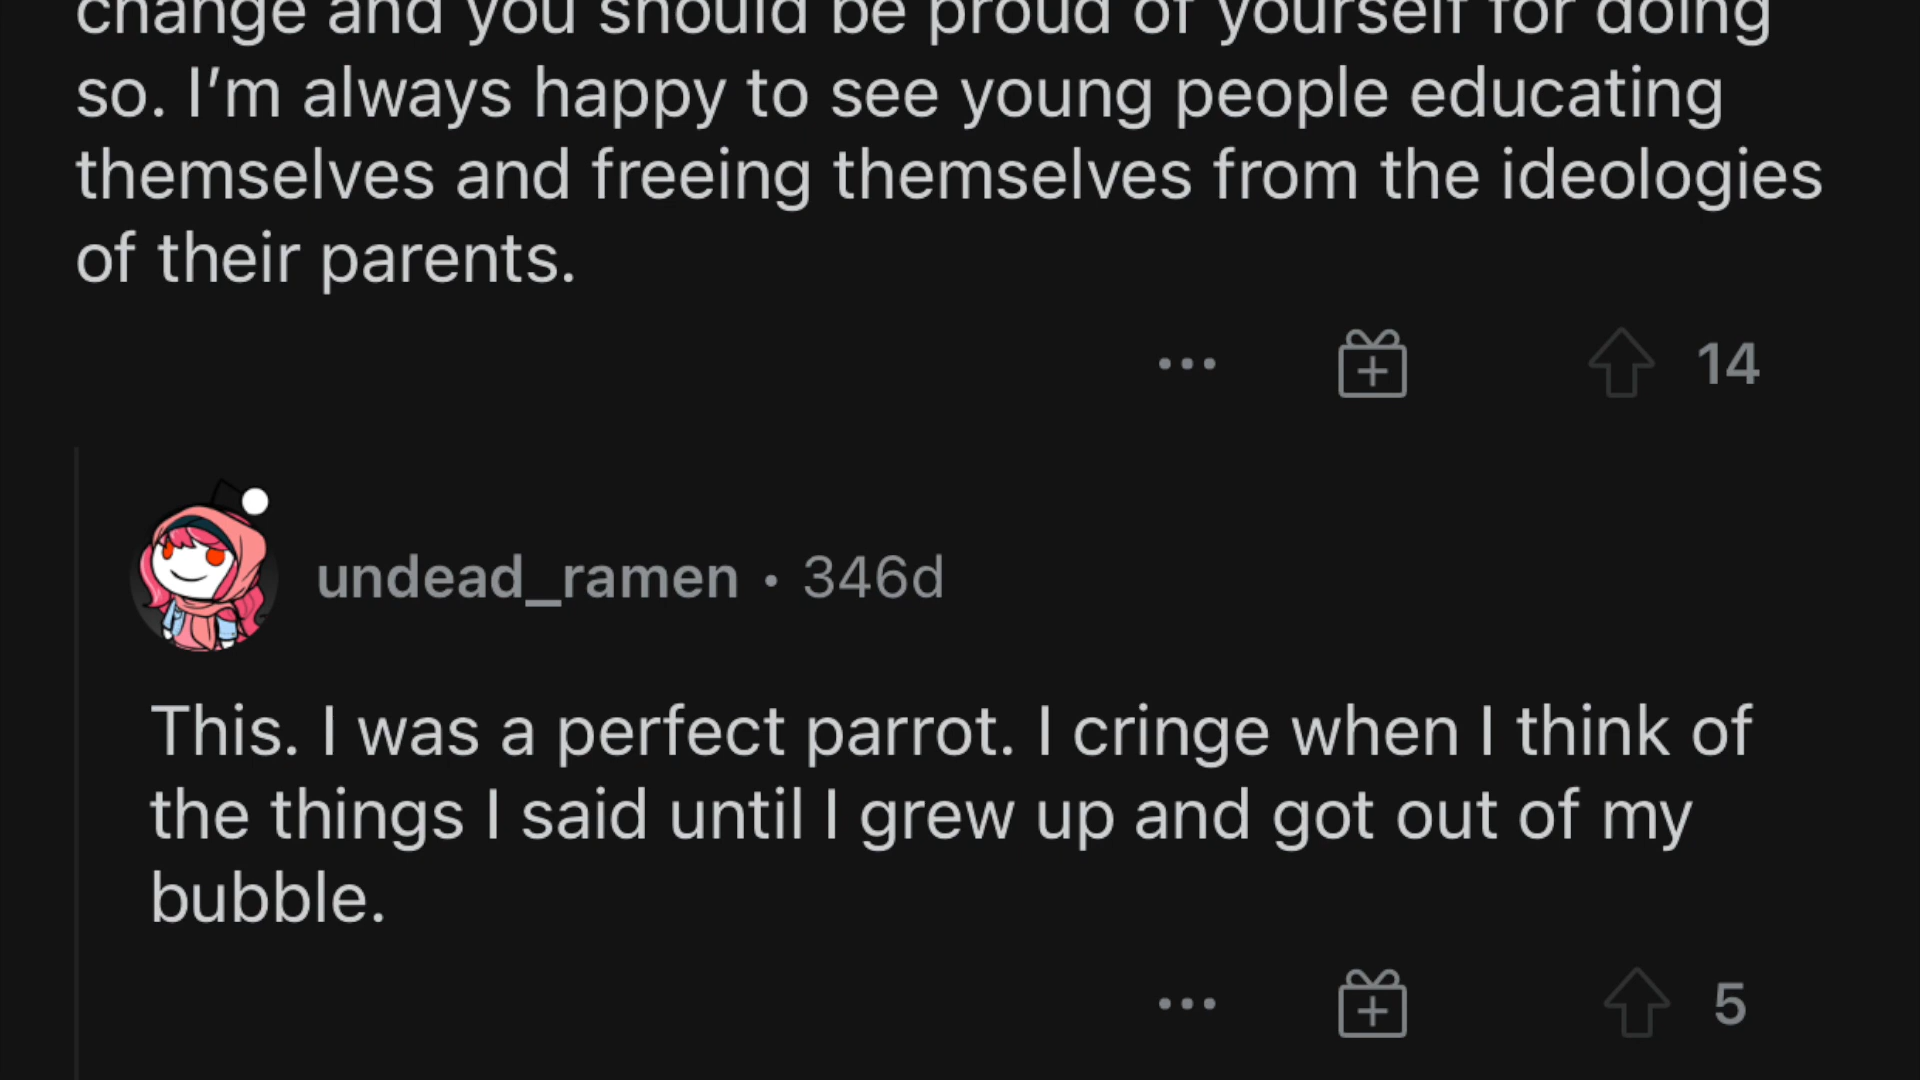 change and you should be proud of yourself for doing
so. I’m always happy to see young people educating
themselves and freeing themselves from the ideologies
of their parents.
14
undead_ramen • 346d
This. I was a perfect parrot. I cringe when I think of
the things I said until I grew up and got out of my
bubble.
5